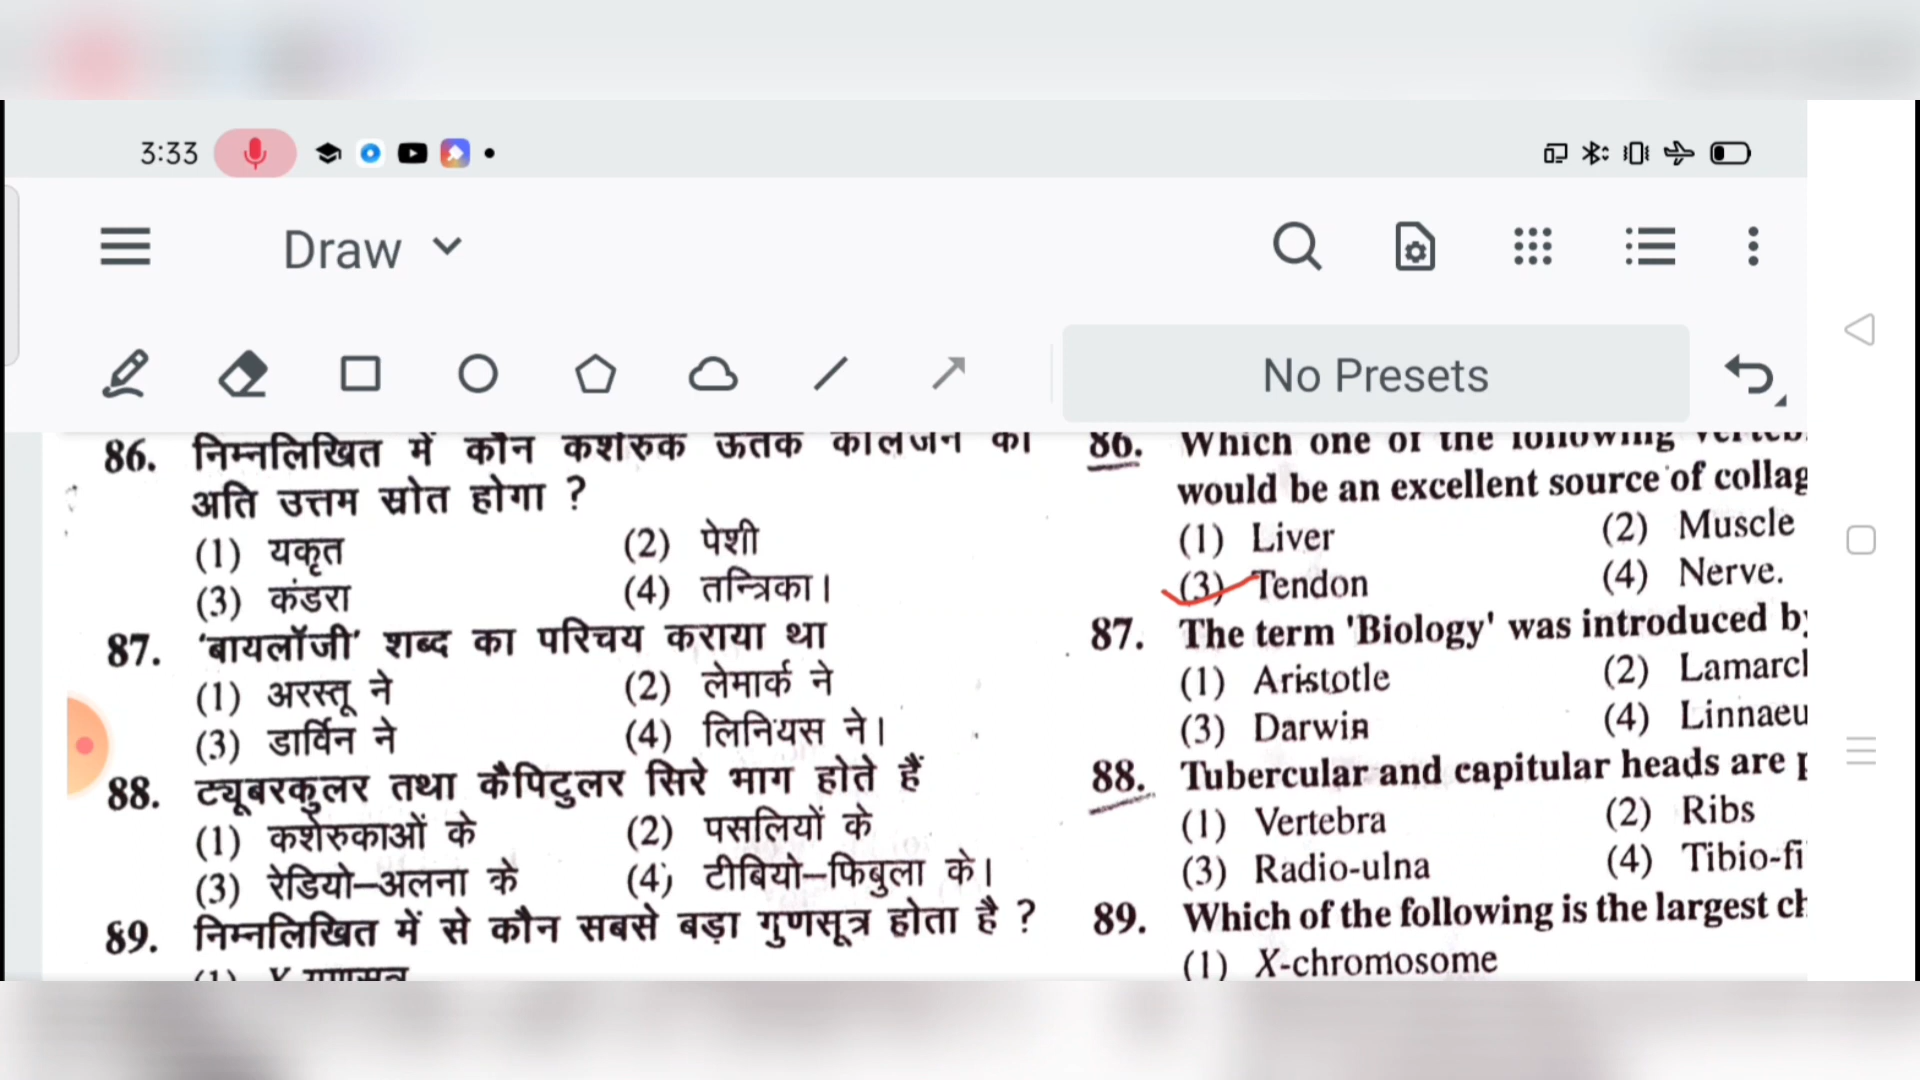 3:33
Draw
No Presets
86. निम्नलिखित में कौन कशेरुक ऊतक कोलेजन का
अति उत्तम स्रोत होगा ?
(1) यकृत (2) पेशी
(3) कंडरा (4) तन्त्रिका।
87. 'बायलॉजी' शब्द का परिचय कराया था
(1) अरस्तू ने (2) लेमार्क ने
(3) डार्विन ने (4) लिनियस ने।
88. ट्यूबरकुलर तथा कैपिटुलर सिरे भाग होते हैं
(1) कशेरुकाओं के (2) पसलियों के
(3) रेडियो–अलना के (4) टीबियो–फिबुला के।
89. निम्नलिखित में से कौन सबसे बड़ा गुणसूत्र होता है ?
(1)
86. Which one of the following
would be an excellent source of collag
(1) Liver (2) Muscle
(3) Tendon (4) Nerve.
87. The term 'Biology' was introduced by
(1) Aristotle (2) Lamarc
(3) Darwin (4) Linnaeu
88. Tubercular and capitular heads are p
(1) Vertebra (2) Ribs
(3) Radio-ulna (4) Tibio-fi
89. Which of the following is the largest ch
(1) X-chromosome